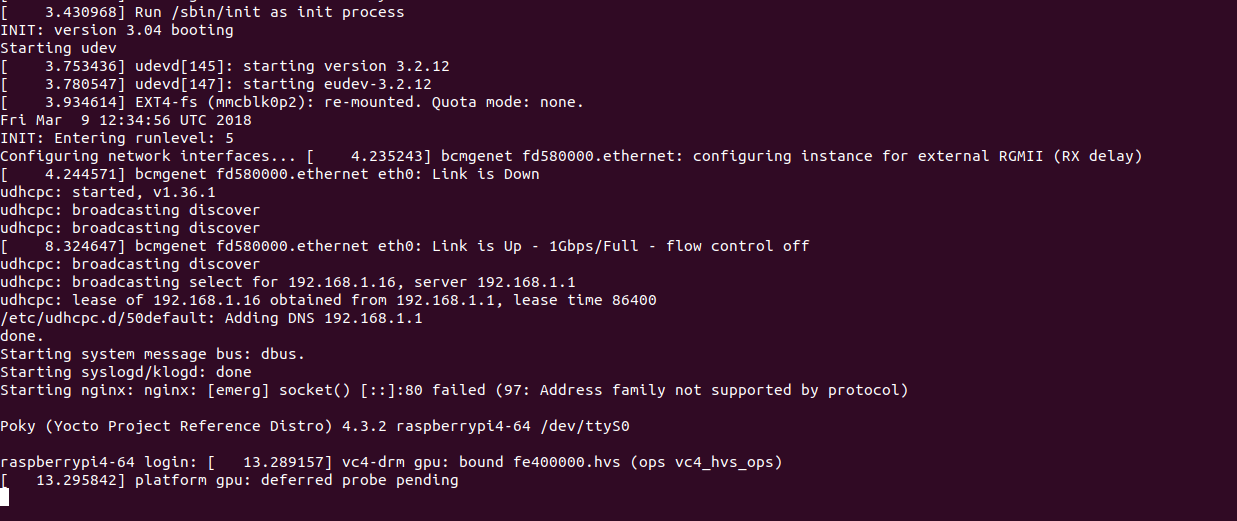 [    3.430968] Run /sbin/init as init process
INIT: version 3.04 booting
Starting udev
[    3.753436] udevd[145]: starting version 3.2.12
[    3.780547] udevd[147]: starting eudev-3.2.12
[    3.934614] EXT4-fs (mmcblk0p2): re-mounted. Quota mode: none.
Fri Mar  9 12:34:56 UTC 2018
INIT: Entering runlevel: 5
Configuring network interfaces... [    4.235243] bcmgenet fd580000.ethernet: configuring instance for external RGMII (RX delay)
[    4.244571] bcmgenet fd580000.ethernet eth0: Link is Down
udhcpc: started, v1.36.1
udhcpc: broadcasting discover
udhcpc: broadcasting discover
[    8.324647] bcmgenet fd580000.ethernet eth0: Link is Up - 1Gbps/Full - flow control off
udhcpc: broadcasting discover
udhcpc: broadcasting select for 192.168.1.16, server 192.168.1.1
udhcpc: lease of 192.168.1.16 obtained from 192.168.1.1, lease time 86400
/etc/udhcpc.d/50default: Adding DNS 192.168.1.1
done.
Starting system message bus: dbus.
Starting syslogd/klogd: done
Starting nginx: nginx: [emerg] socket() [::]:80 failed (97: Address family not supported by protocol)
Poky (Yocto Project Reference Distro) 4.3.2 raspberrypi4-64 /dev/ttyS0
raspberrypi4-64 login: [   13.289157] vc4-drm gpu: bound fe400000.hvs (ops vc4_hvs_ops)
[   13.295842] platform gpu: deferred probe pending